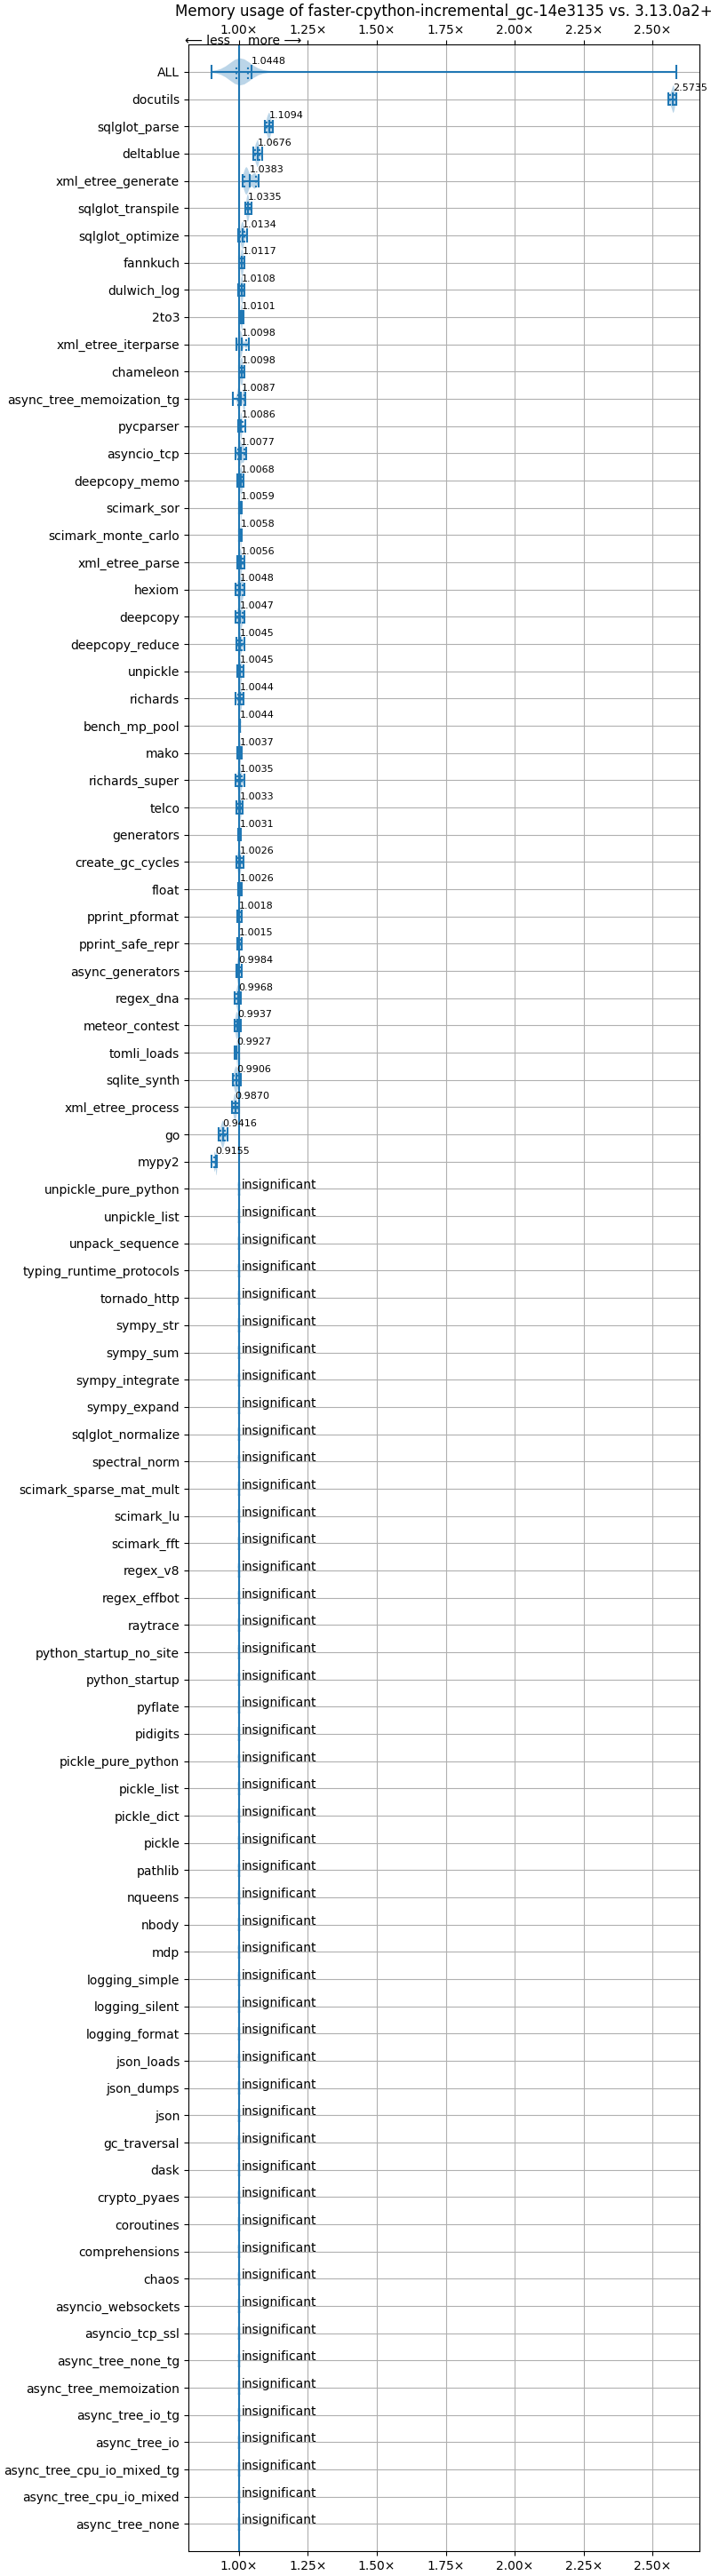 Memory usage of faster-cpython-incremental_gc-14e3135 vs. 3.13.0a2+
1.00× 1.25× 1.50× 1.75× 2.00× 2.25× 2.50×
⟵ less more ⟶
ALL 1.0448
docutils 2.5735
sqlglot_parse 1.1094
deltablue 1.0676
xml_etree_generate 1.0383
sqlglot_transpile 1.0335
sqlglot_optimize 1.0134
fannkuch 1.0117
dulwich_log 1.0108
2to3 1.0101
xml_etree_iterparse 1.0098
chameleon 1.0098
async_tree_memoization_tg 1.0087
pycparser 1.0086
asyncio_tcp 1.0077
deepcopy_memo 1.0068
scimark_sor 1.0059
scimark_monte_carlo 1.0058
xml_etree_parse 1.0056
hexiom 1.0048
deepcopy 1.0047
deepcopy_reduce 1.0045
unpickle 1.0045
richards 1.0044
bench_mp_pool 1.0044
mako 1.0037
richards_super 1.0035
telco 1.0033
generators 1.0031
create_gc_cycles 1.0026
float 1.0026
pprint_pformat 1.0018
pprint_safe_repr 1.0015
async_generators 0.9984
regex_dna 0.9968
meteor_contest 0.9937
tomli_loads 0.9927
sqlite_synth 0.9906
xml_etree_process 0.9870
go 0.9416
mypy2 0.9155
unpickle_pure_python insignificant
unpickle_list insignificant
unpack_sequence insignificant
typing_runtime_protocols insignificant
tornado_http insignificant
sympy_str insignificant
sympy_sum insignificant
sympy_integrate insignificant
sympy_expand insignificant
sqlglot_normalize insignificant
spectral_norm insignificant
scimark_sparse_mat_mult insignificant
scimark_lu insignificant
scimark_fft insignificant
regex_v8 insignificant
regex_effbot insignificant
raytrace insignificant
python_startup_no_site insignificant
python_startup insignificant
pyflate insignificant
pidigits insignificant
pickle_pure_python insignificant
pickle_list insignificant
pickle_dict insignificant
pickle insignificant
pathlib insignificant
nqueens insignificant
nbody insignificant
mdp insignificant
logging_simple insignificant
logging_silent insignificant
logging_format insignificant
json_loads insignificant
json_dumps insignificant
json insignificant
gc_traversal insignificant
dask insignificant
crypto_pyaes insignificant
coroutines insignificant
comprehensions insignificant
chaos insignificant
asyncio_websockets insignificant
asyncio_tcp_ssl insignificant
async_tree_none_tg insignificant
async_tree_memoization insignificant
async_tree_io_tg insignificant
async_tree_io insignificant
async_tree_cpu_io_mixed_tg insignificant
async_tree_cpu_io_mixed insignificant
async_tree_none insignificant
1.00× 1.25× 1.50× 1.75× 2.00× 2.25× 2.50×